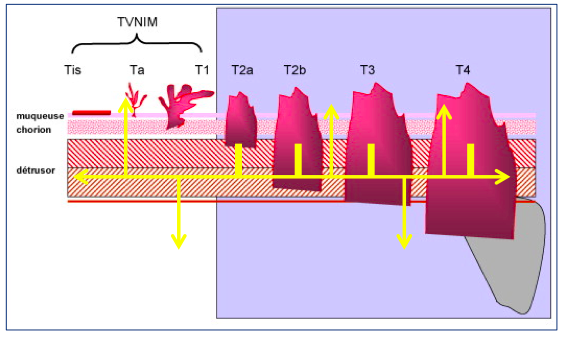 TVNIM
Tis Ta T1 T2a T2b T3 T4
muqueuse
chorion
détrusor